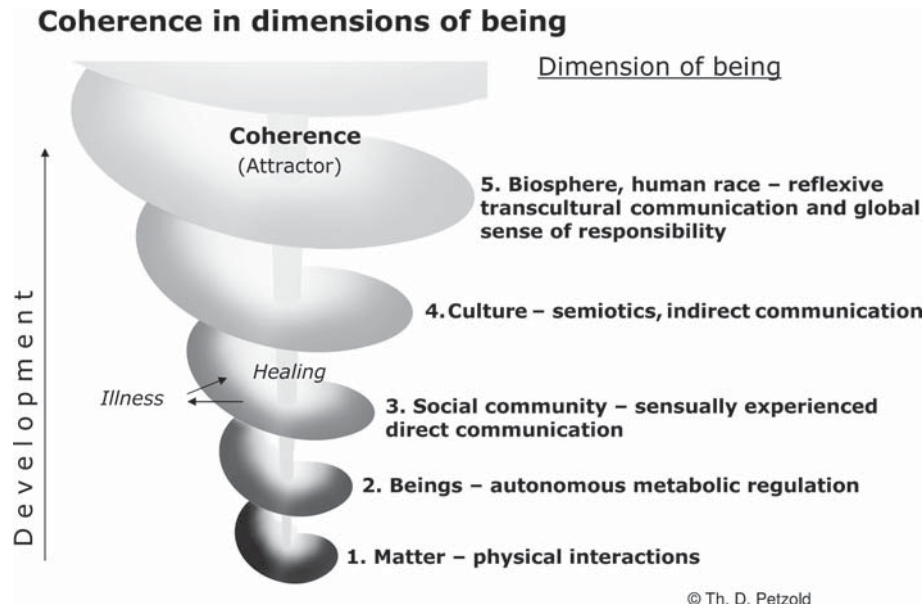 Coherence in dimensions of being
Dimension of being
Coherence
(Attractor)
5. Biosphere, human race – reflexive
transcultural communication and global
sense of responsibility
4. Culture – semiotics, indirect communication
Healing
Illness
3. Social community – sensually experienced
direct communication
2. Beings – autonomous metabolic regulation
1. Matter – physical interactions
Development
© Th. D. Petzold